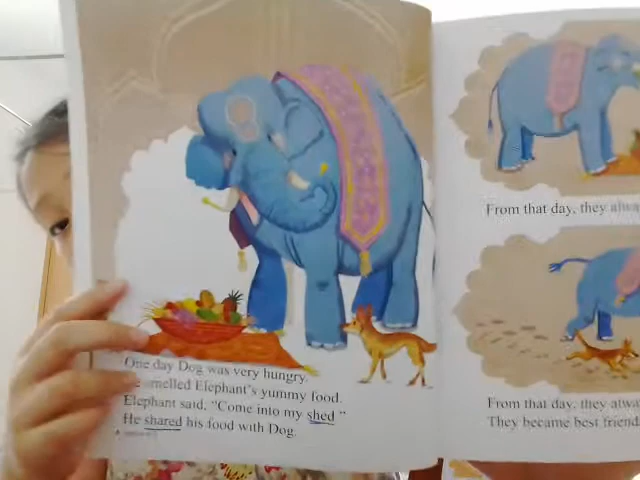 One day Dog was very hungry.
smelled Elephant's yummy food.
Elephant said, "Come into my shed."
He shared his food with Dog.
From that day, they
From that day, they
They became best